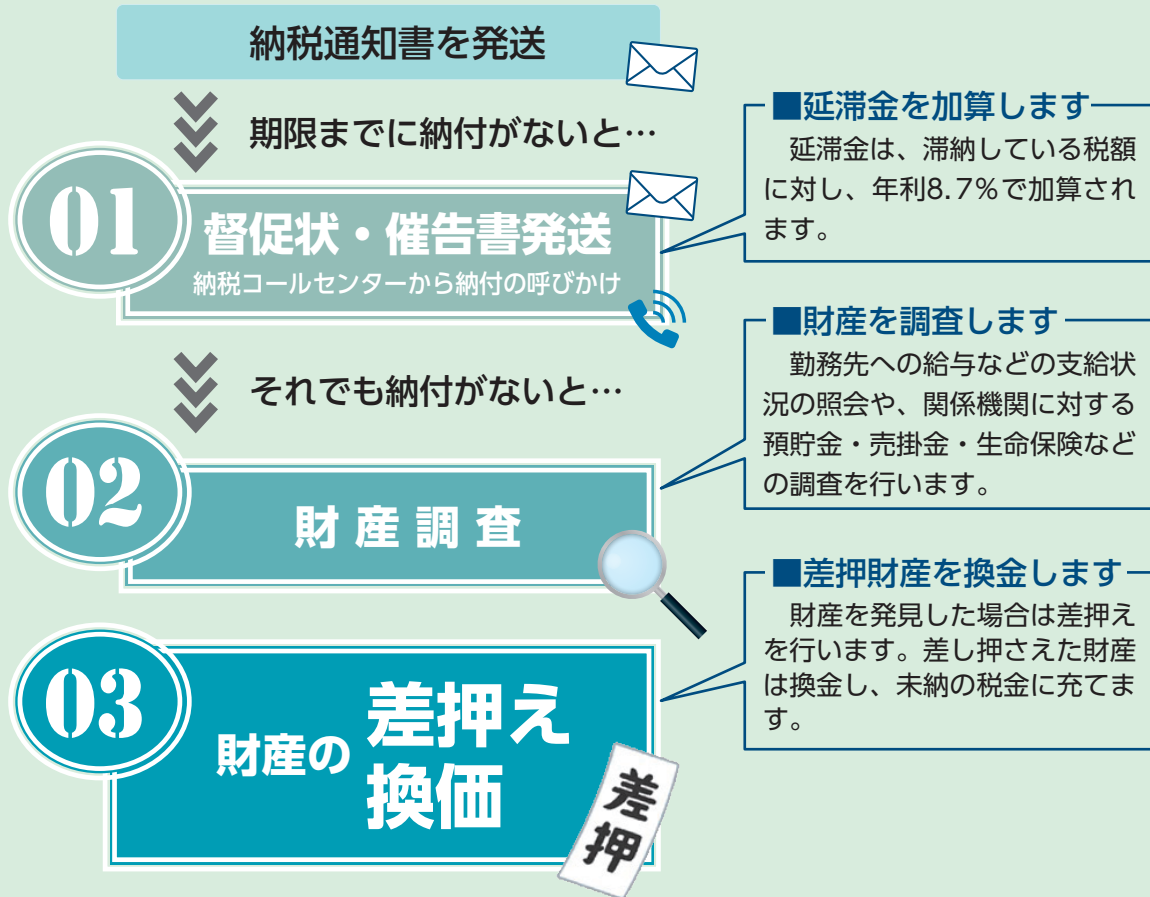 納税通知書を発送
期限までに納付がないと…
01
督促状・催告書発送
納税コールセンターから納付の呼びかけ
■延滞金を加算します
　延滞金は、滞納している税額
に対し、年利8.7%で加算され
ます。
それでも納付がないと…
02
財産調査
■財産を調査します
　勤務先への給与などの支給状
況の照会や、関係機関に対する
預貯金・売掛金・生命保険など
の調査を行います。
03
財産の 差押え
換価
差押
■差押財産を換金します
　財産を発見した場合は差押え
を行います。差し押さえた財産
は換金し、未納の税金に充てま
す。